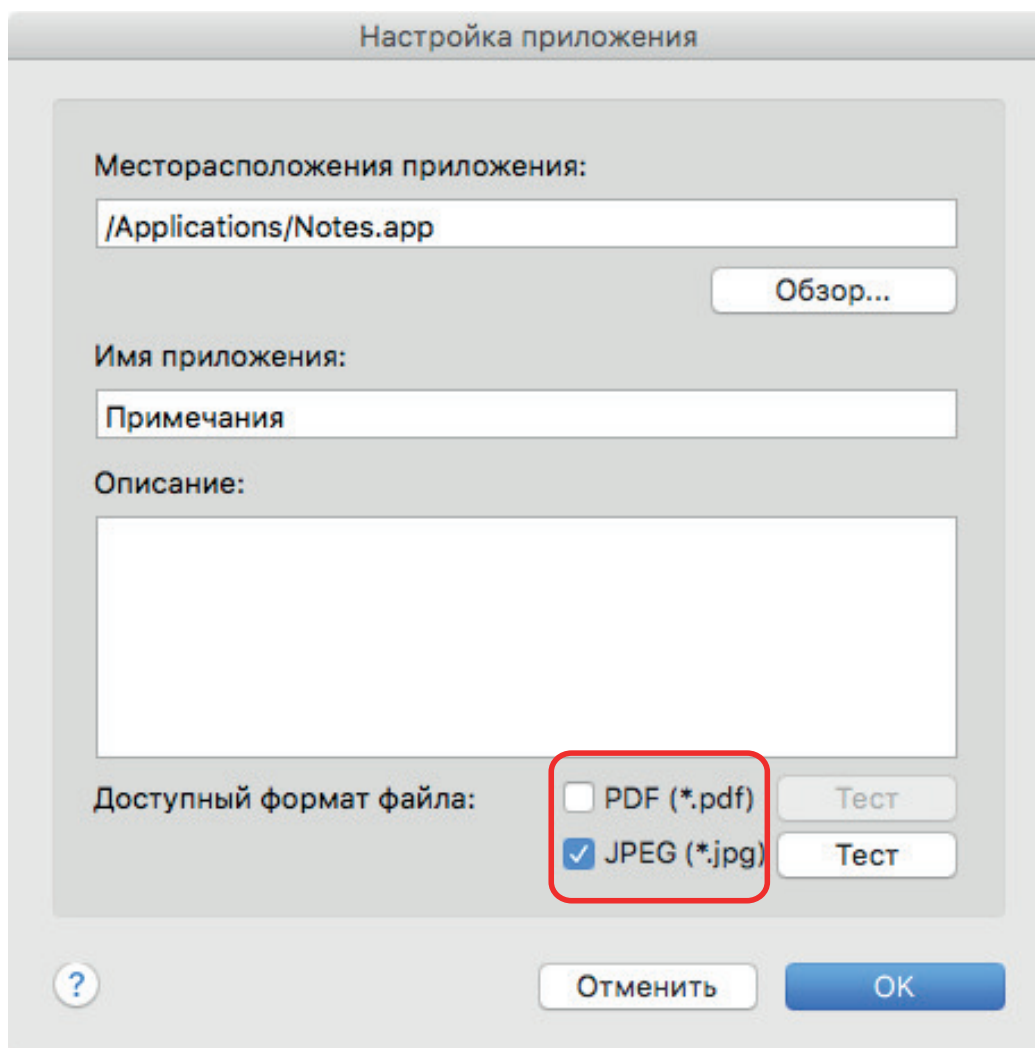 Настройка приложения
Месторасположения приложения:
/Applications/Notes.app
Обзор...
Имя приложения:
Примечания
Описание:
Доступный формат файла:
PDF (*.pdf)
Тест
JPEG (*.jpg)
Тест
?
Отменить
OK